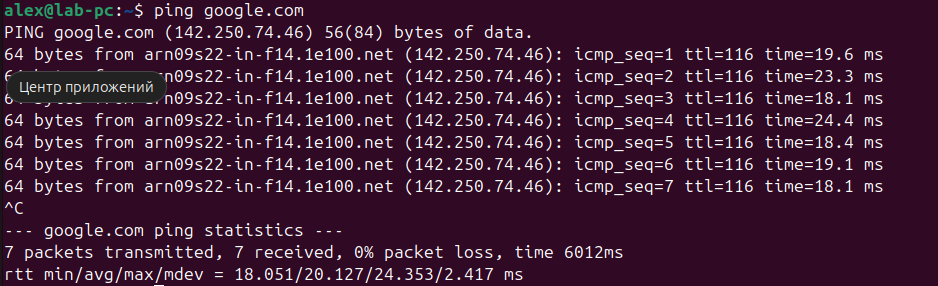 alex@lab-pc:~$ ping google.com
PING google.com (142.250.74.46) 56(84) bytes of data.
64 bytes from arn09s22-in-f14.1e100.net (142.250.74.46): icmp_seq=1 ttl=116 time=19.6 ms
64 bytes from arn09s22-in-f14.1e100.net (142.250.74.46): icmp_seq=2 ttl=116 time=23.3 ms
Центр приложений
64 bytes from arn09s22-in-f14.1e100.net (142.250.74.46): icmp_seq=3 ttl=116 time=18.1 ms
64 bytes from arn09s22-in-f14.1e100.net (142.250.74.46): icmp_seq=4 ttl=116 time=24.4 ms
64 bytes from arn09s22-in-f14.1e100.net (142.250.74.46): icmp_seq=5 ttl=116 time=18.4 ms
64 bytes from arn09s22-in-f14.1e100.net (142.250.74.46): icmp_seq=6 ttl=116 time=19.1 ms
64 bytes from arn09s22-in-f14.1e100.net (142.250.74.46): icmp_seq=7 ttl=116 time=18.1 ms
^C
--- google.com ping statistics ---
7 packets transmitted, 7 received, 0% packet loss, time 6012ms
rtt min/avg/max/mdev = 18.051/20.127/24.353/2.417 ms